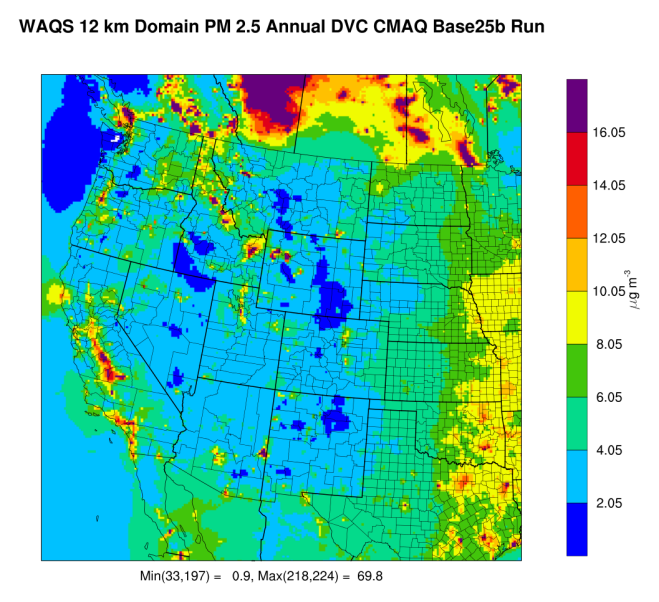 WAQS 12 km Domain PM 2.5 Annual DVC CMAQ Base25b Run
16.05
14.05
12.05
10.05
8.05
6.05
4.05
2.05
μg m-3
Min(33,197) = 0.9, Max(218,224) = 69.8